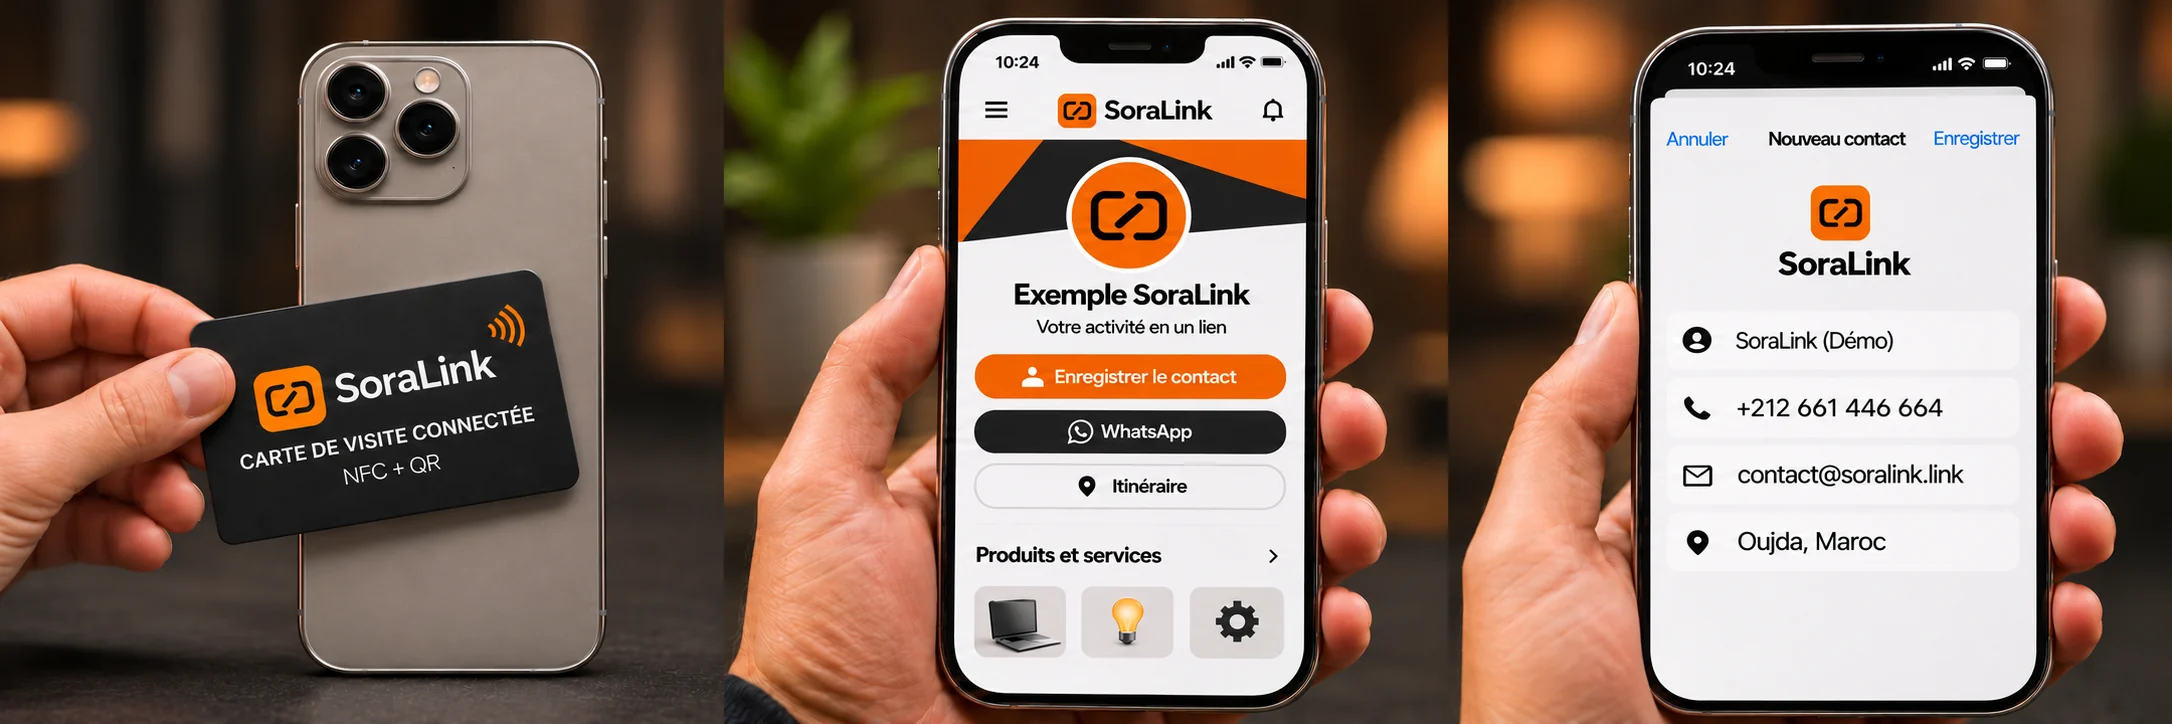 SoraLink
CARTE DE VISITE CONNECTÉE
NFC + QR
10:24
SoraLink
Exemple SoraLink
Votre activité en un lien
Enregistrer le contact
WhatsApp
Itinéraire
Produits et services
10:24
Annuler
Nouveau contact
Enregistrer
SoraLink
SoraLink (Démo)
+212 661 446 664
contact@soralink.link
Oujda, Maroc